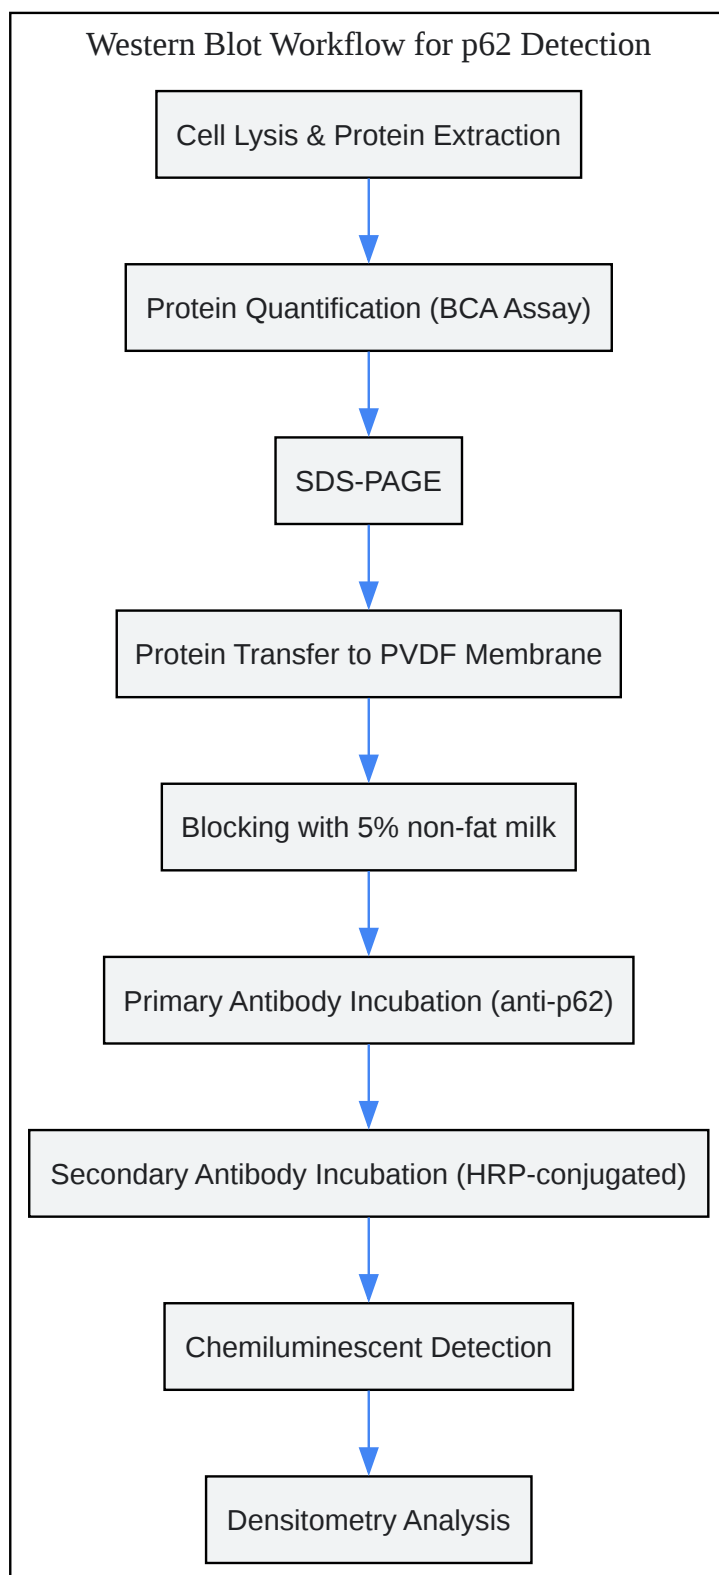 Western Blot Workflow for p62 Detection
Cell Lysis & Protein Extraction
Protein Quantification (BCA Assay)
SDS-PAGE
Protein Transfer to PVDF Membrane
Blocking with 5% non-fat milk
Primary Antibody Incubation (anti-p62)
Secondary Antibody Incubation (HRP-conjugated)
Chemiluminescent Detection
Densitometry Analysis